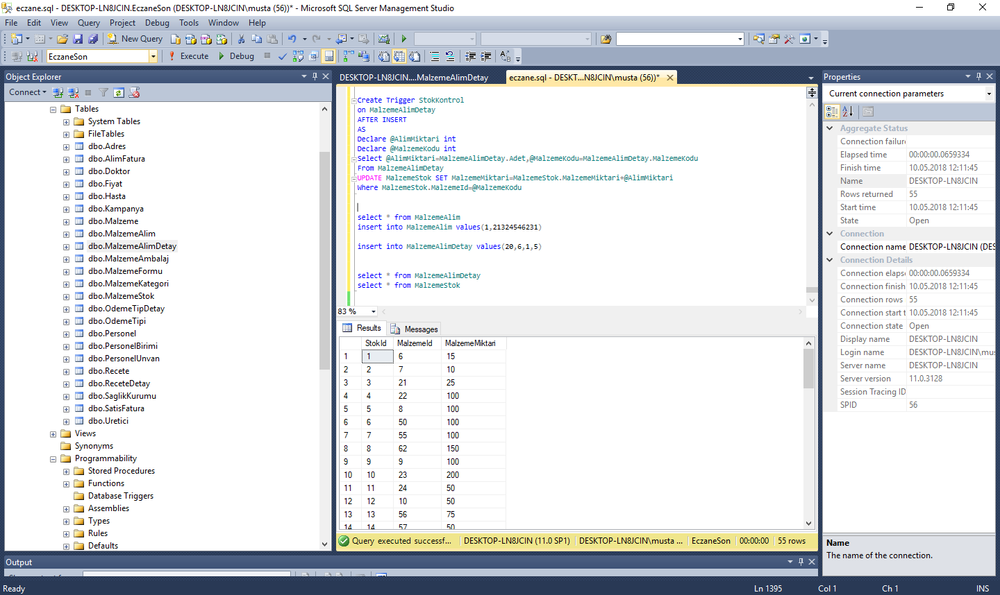 eczane.sql - DESKTOP-LN8JCIN.EczaneSon (DESKTOP-LN8JCIN\musta (56))* - Microsoft SQL Server Management Studio
File Edit View Query Project Debug Tools Window Help
New Query
EczaneSon Execute Debug
Object Explorer
Connect
Tables
System Tables
FileTables
dbo.Adres
dbo.AlimFatura
dbo.Doktor
dbo.Fiyat
dbo.Hasta
dbo.Kampanya
dbo.Malzeme
dbo.MalzemeAlim
dbo.MalzemeAlimDetay
dbo.MalzemeAmbalaj
dbo.MalzemeFormu
dbo.MalzemeKategori
dbo.MalzemeStok
dbo.OdemeTipDetay
dbo.OdemeTipi
dbo.Personel
dbo.PersonelBirimi
dbo.PersonelUnvan
dbo.Recete
dbo.ReceteDetay
dbo.SaglikKurumu
dbo.SatisFatura
dbo.Uretici
Views
Synonyms
Programmability
Stored Procedures
Functions
Database Triggers
Assemblies
Types
Rules
Defaults
DESKTOP-LN8JCIN....MalzemeAlimDetay eczane.sql - DESKT...N8JCIN\musta (56))*
Create Trigger StokKontrol
on MalzemeAlimDetay
AFTER INSERT
AS
Declare @AlimMiktari int
Declare @MalzemeKodu int
Select @AlimMiktari=MalzemeAlimDetay.Adet,@MalzemeKodu=MalzemeAlimDetay.MalzemeKodu
From MalzemeAlimDetay
UPDATE MalzemeStok SET MalzemeMiktari=MalzemeStok.MalzemeMiktari+@AlimMiktari
Where MalzemeStok.MalzemeId=@MalzemeKodu
select * from MalzemeAlim
insert into MalzemeAlim values(1,21324546231)
insert into MalzemeAlimDetay values(20,6,1,5)
select * from MalzemeAlimDetay
select * from MalzemeStok
83 %
Results Messages
StokId MalzemeId MalzemeMiktari
1 1 6 15
2 2 7 10
3 3 21 25
4 4 22 100
5 5 8 100
6 6 50 100
7 7 55 100
8 8 62 150
9 9 9 100
10 10 23 200
11 11 24 50
12 12 10 50
13 13 56 75
14 14 57 50
Query executed successf... DESKTOP-LN8JCIN (11.0 SP1) DESKTOP-LN8JCIN\musta ... EczaneSon 00:00:00 55 rows
Properties
Current connection parameters
Aggregate Status
Connection failur
Elapsed time 00:00:00.0659334
Finish time 10.05.2018 12:11:45
Name DESKTOP-LN8JCIN
Rows returned 55
Start time 10.05.2018 12:11:45
State Open
Connection
Connection name DESKTOP-LN8JCIN (DES
Connection Details
Connection elaps 00:00:00.0659334
Connection finish 10.05.2018 12:11:45
Connection rows 55
Connection start t 10.05.2018 12:11:45
Connection state Open
Display name DESKTOP-LN8JCIN
Login name DESKTOP-LN8JCIN\mus
Server name DESKTOP-LN8JCIN
Server version 11.0.3128
Session Tracing ID
SPID 56
Name
The name of the connection.
Output
Ready Ln 1395 Col 1 Ch 1 INS